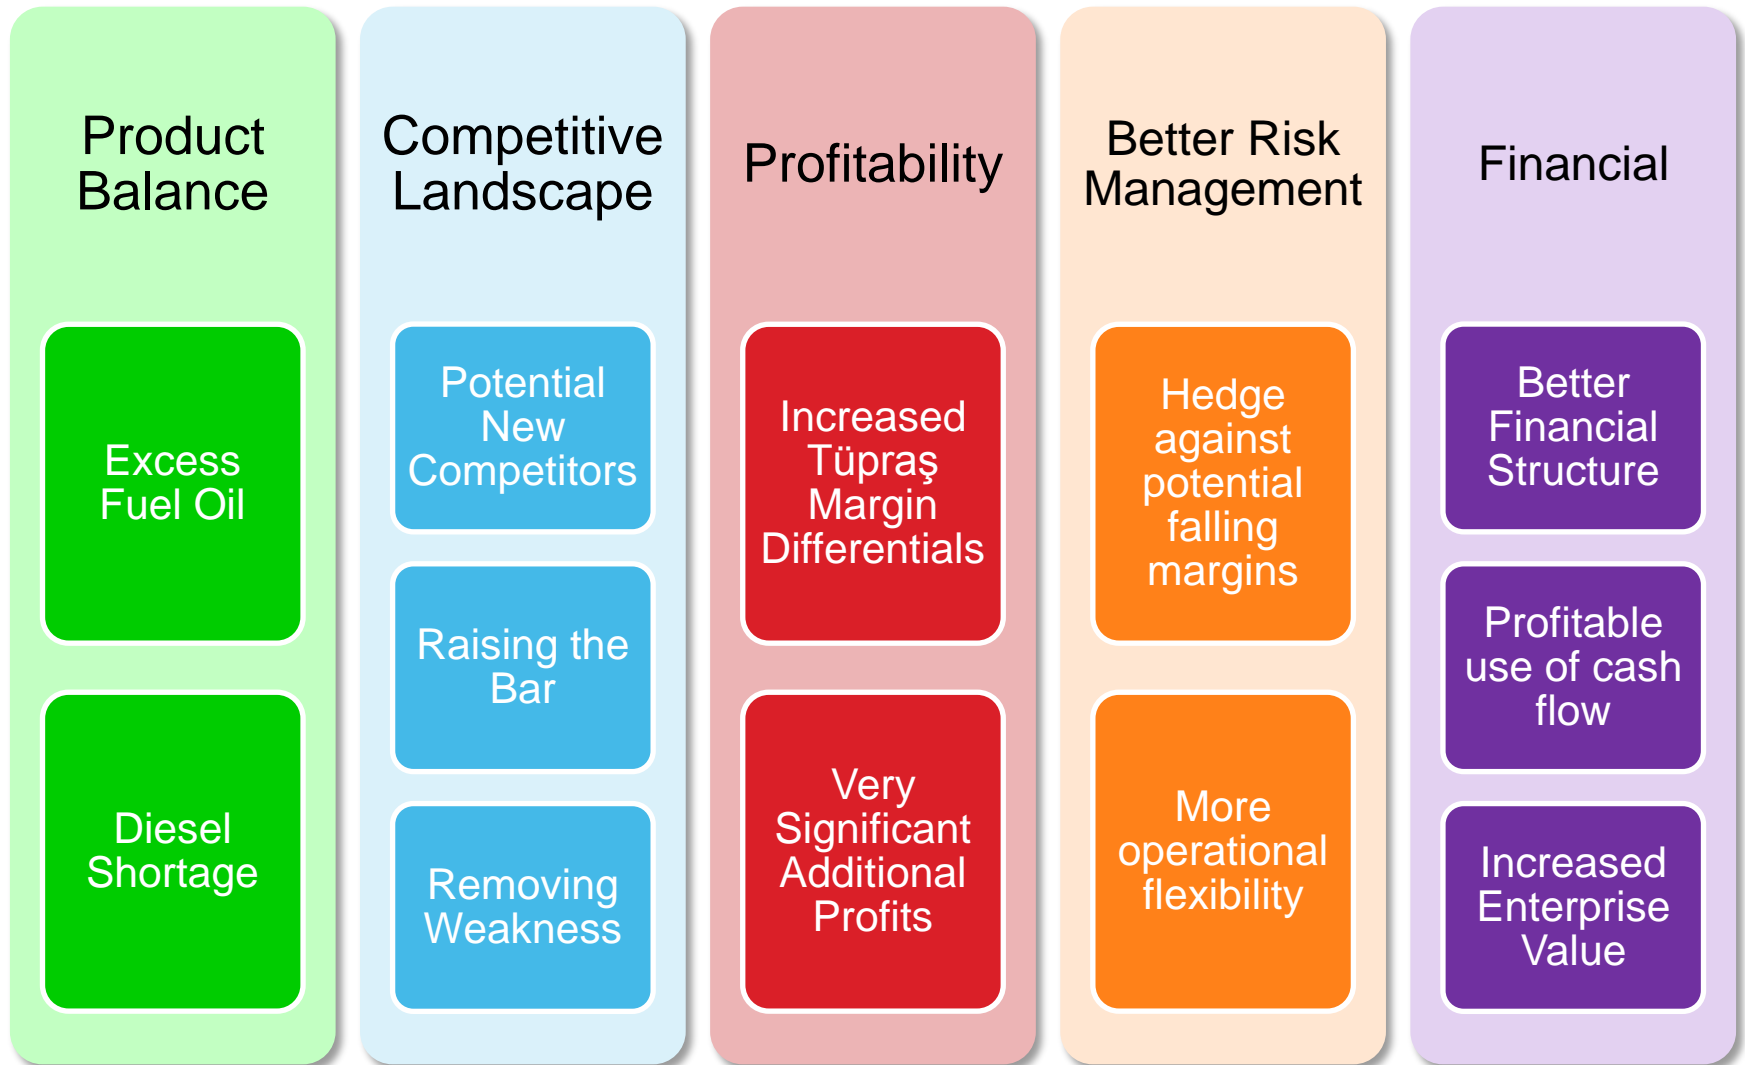 Product
Balance
Excess
Fuel Oil
Diesel
Shortage
Competitive
Landscape
Potential
New
Competitors
Raising the
Bar
Removing
Weakness
Profitability
Increased
Tüpraş
Margin
Differentials
Very
Significant
Additional
Profits
Better Risk
Management
Hedge
against
potential
falling
margins
More
operational
flexibility
Financial
Better
Financial
Structure
Profitable
use of cash
flow
Increased
Enterprise
Value